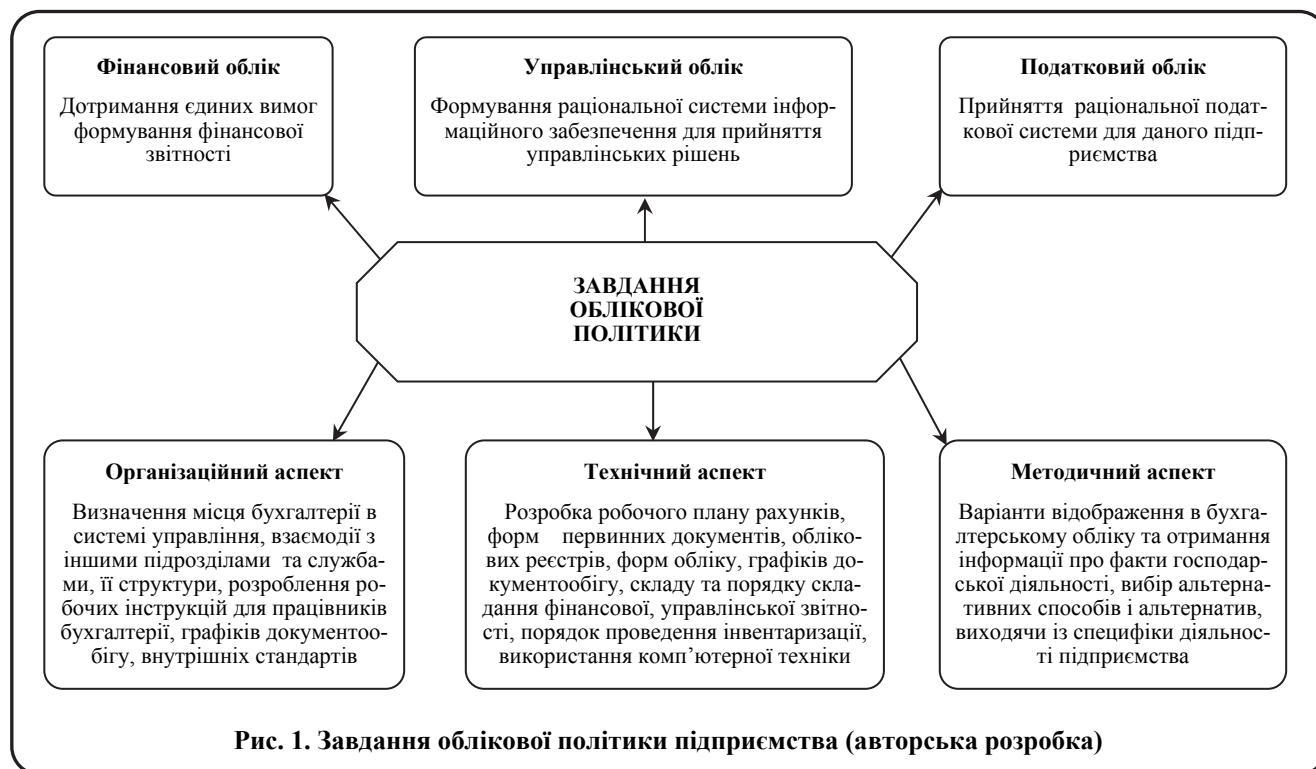 Фінансовий облік
Дотримання єдиних вимог
формування фінансової
звітності
Управлінський облік
Формування раціональної системи інфор-
маційного забезпечення для прийняття
управлінських рішень
Податковий облік
Прийняття раціональної подат-
кової системи для даного підп-
риємства
ЗАВДАННЯ
ОБЛІКОВОЇ
ПОЛІТИКИ
Організаційний аспект
Визначення місця бухгалтерії в
системі управління, взаємодії з
іншими підрозділами та служба-
ми, її структури, розроблення ро-
бочих інструкцій для працівників
бухгалтерії, графіків документоо-
бігу, внутрішніх стандартів
Технічний аспект
Розробка робочого плану рахунків,
форм первинних документів, обліко-
вих реєстрів, форм обліку, графіків до-
кументообігу, складу та порядку скла-
дання фінансової, управлінської звітно-
сті, порядок проведення інвентаризації,
використання комп’ютерної техніки
Методичний аспект
Варіанти відображення в бухга-
лтерському обліку та отримання
інформації про факти господар-
ської діяльності, вибір альтерна-
тивних способів і альтернатив,
виходячи із специфіки діяльнос-
ті підприємства
Рис. 1. Завдання облікової політики підприємства (авторська розробка)